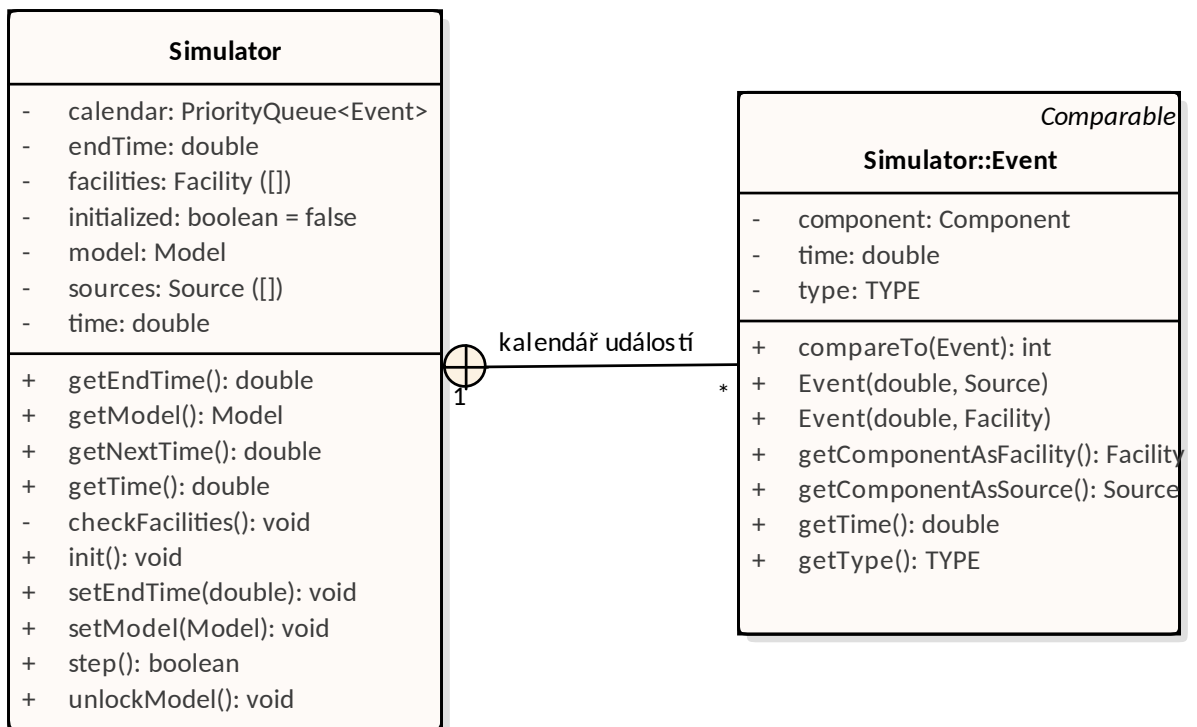 Simulator
- calendar: PriorityQueue<Event>
- endTime: double
- facilities: Facility ([])
- initialized: boolean = false
- model: Model
- sources: Source ([])
- time: double
+ getEndTime(): double
+ getModel(): Model
+ getNextTime(): double
+ getTime(): double
- checkFacilities(): void
+ init(): void
+ setEndTime(double): void
+ setModel(Model): void
+ step(): boolean
+ unlockModel(): void
kalendář událostí
1
*
Comparable
Simulator::Event
- component: Component
- time: double
- type: TYPE
+ compareTo(Event): int
+ Event(double, Source)
+ Event(double, Facility)
+ getComponentAsFacility(): Facility
+ getComponentAsSource(): Source
+ getTime(): double
+ getType(): TYPE